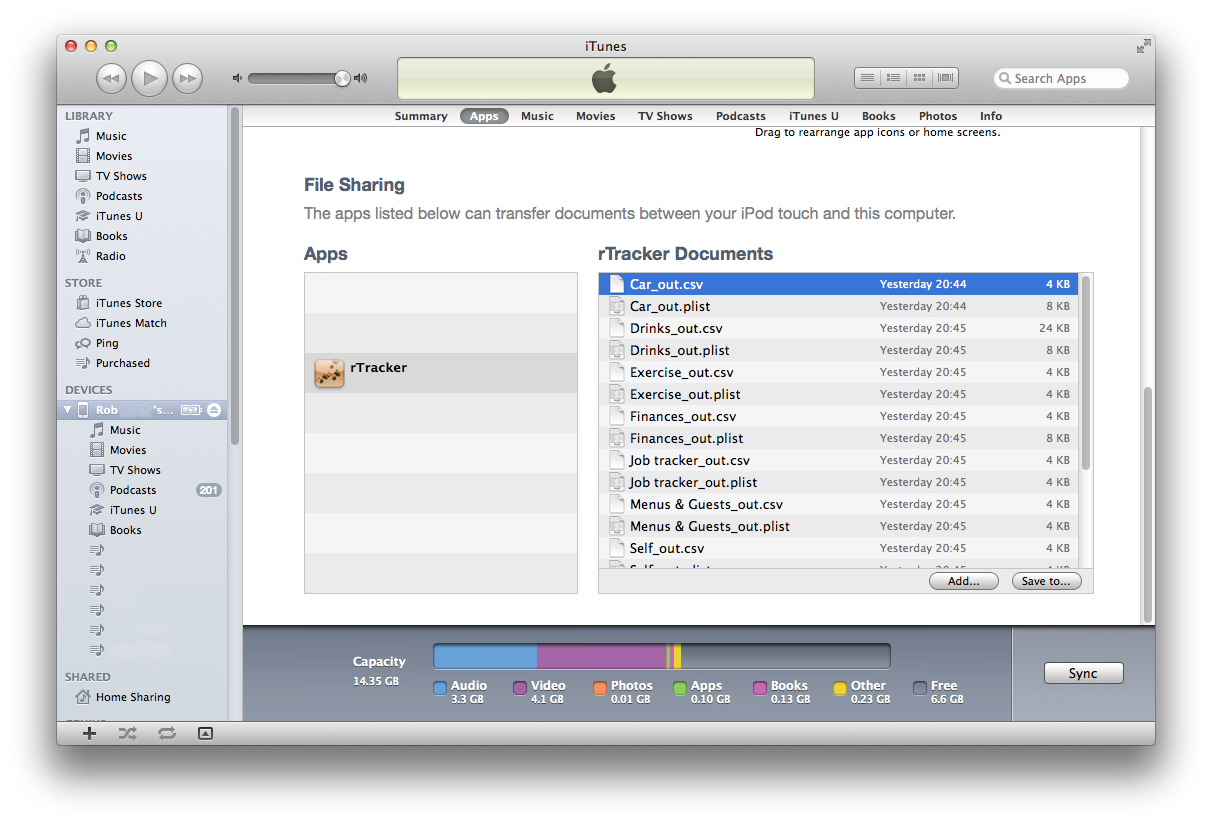 iTunes
Search Apps
LIBRARY
Music
Movies
TV Shows
Podcasts
iTunes U
Books
Radio
STORE
iTunes Store
iTunes Match
Ping
Purchased
DEVICES
Rob 's...
Music
Movies
TV Shows
Podcasts 201
iTunes U
Books
SHARED
Home Sharing
Summary Apps Music Movies TV Shows Podcasts iTunes U Books Photos Info
Drag to rearrange app icons or home screens.
File Sharing
The apps listed below can transfer documents between your iPod touch and this computer.
Apps
rTracker
rTracker Documents
Car_out.csv Yesterday 20:44 4 KB
Car_out.plist Yesterday 20:44 8 KB
Drinks_out.csv Yesterday 20:45 24 KB
Drinks_out.plist Yesterday 20:45 8 KB
Exercise_out.csv Yesterday 20:45 4 KB
Exercise_out.plist Yesterday 20:45 4 KB
Finances_out.csv Yesterday 20:45 4 KB
Finances_out.plist Yesterday 20:45 8 KB
Job tracker_out.csv Yesterday 20:45 4 KB
Job tracker_out.plist Yesterday 20:45 4 KB
Menus & Guests_out.csv Yesterday 20:45 4 KB
Menus & Guests_out.plist Yesterday 20:45 4 KB
Self_out.csv Yesterday 20:45 4 KB
Add... Save to...
Capacity
14.35 GB
Audio
3.3 GB
Video
4.1 GB
Photos
0.01 GB
Apps
0.10 GB
Books
0.13 GB
Other
0.23 GB
Free
6.6 GB
Sync